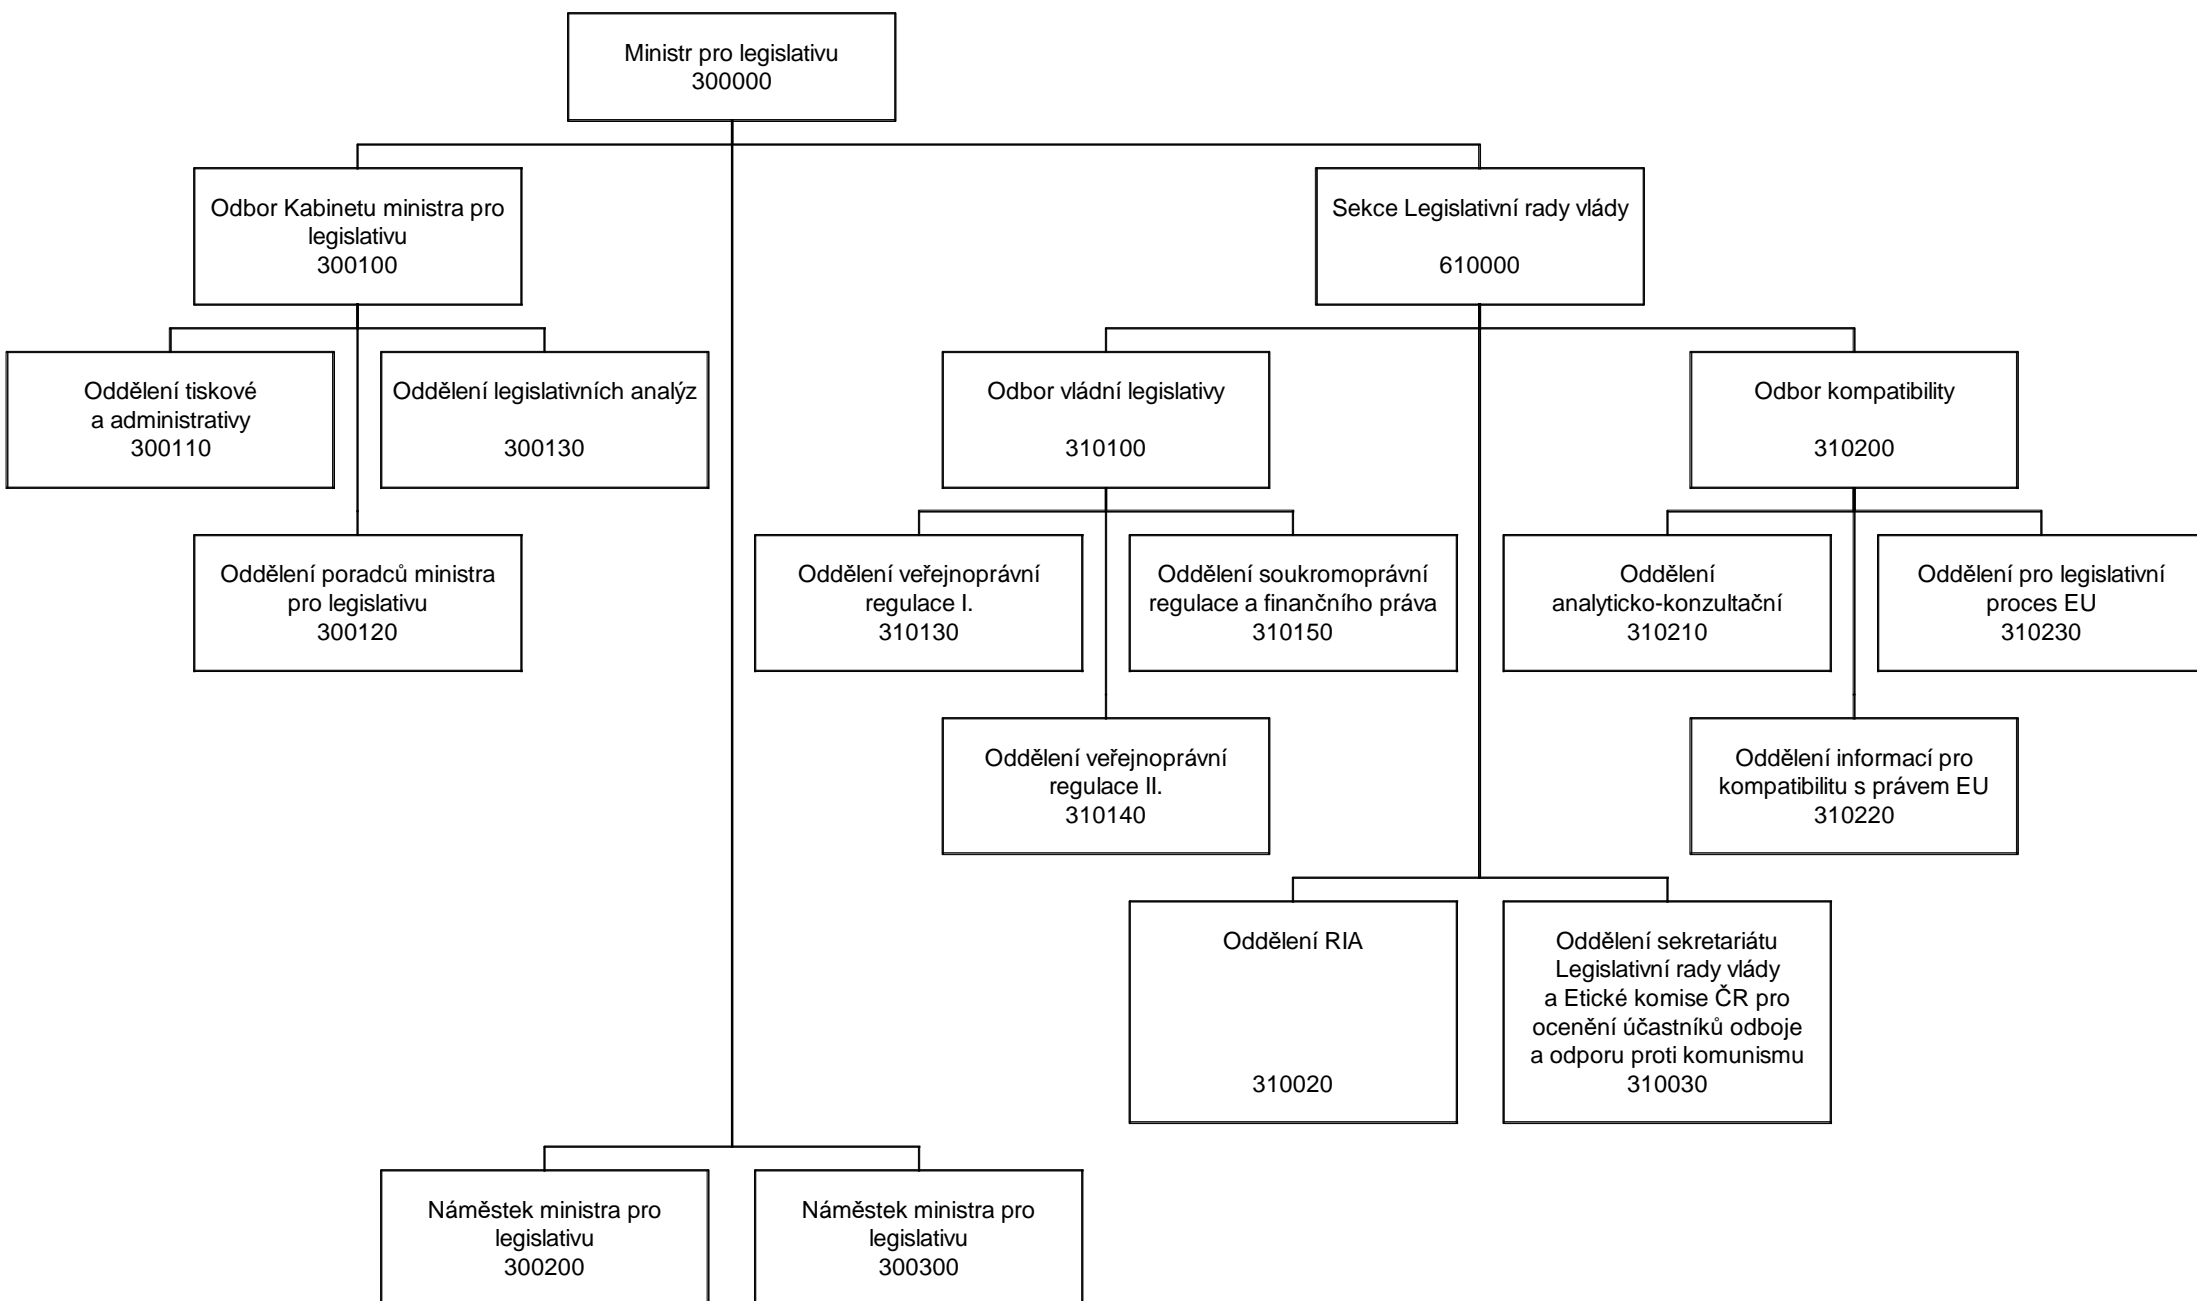 Ministr pro legislativu
300000
Odbor Kabinetu ministra pro
legislativu
300100
Sekce Legislativní rady vlády
610000
Oddělení tiskové
a administrativy
300110
Oddělení legislativních analýz
300130
Odbor vládní legislativy
310100
Odbor kompatibility
310200
Oddělení poradců ministra
pro legislativu
300120
Oddělení veřejnoprávní
regulace I.
310130
Oddělení soukromoprávní
regulace a finančního práva
310150
Oddělení
analyticko-konzultační
310210
Oddělení pro legislativní
proces EU
310230
Oddělení veřejnoprávní
regulace II.
310140
Oddělení informací pro
kompatibilitu s právem EU
310220
Oddělení RIA
310020
Oddělení sekretariátu
Legislativní rady vlády
a Etické komise ČR pro
ocenění účastníků odboje
a odporu proti komunismu
310030
Náměstek ministra pro
legislativu
300200
Náměstek ministra pro
legislativu
300300